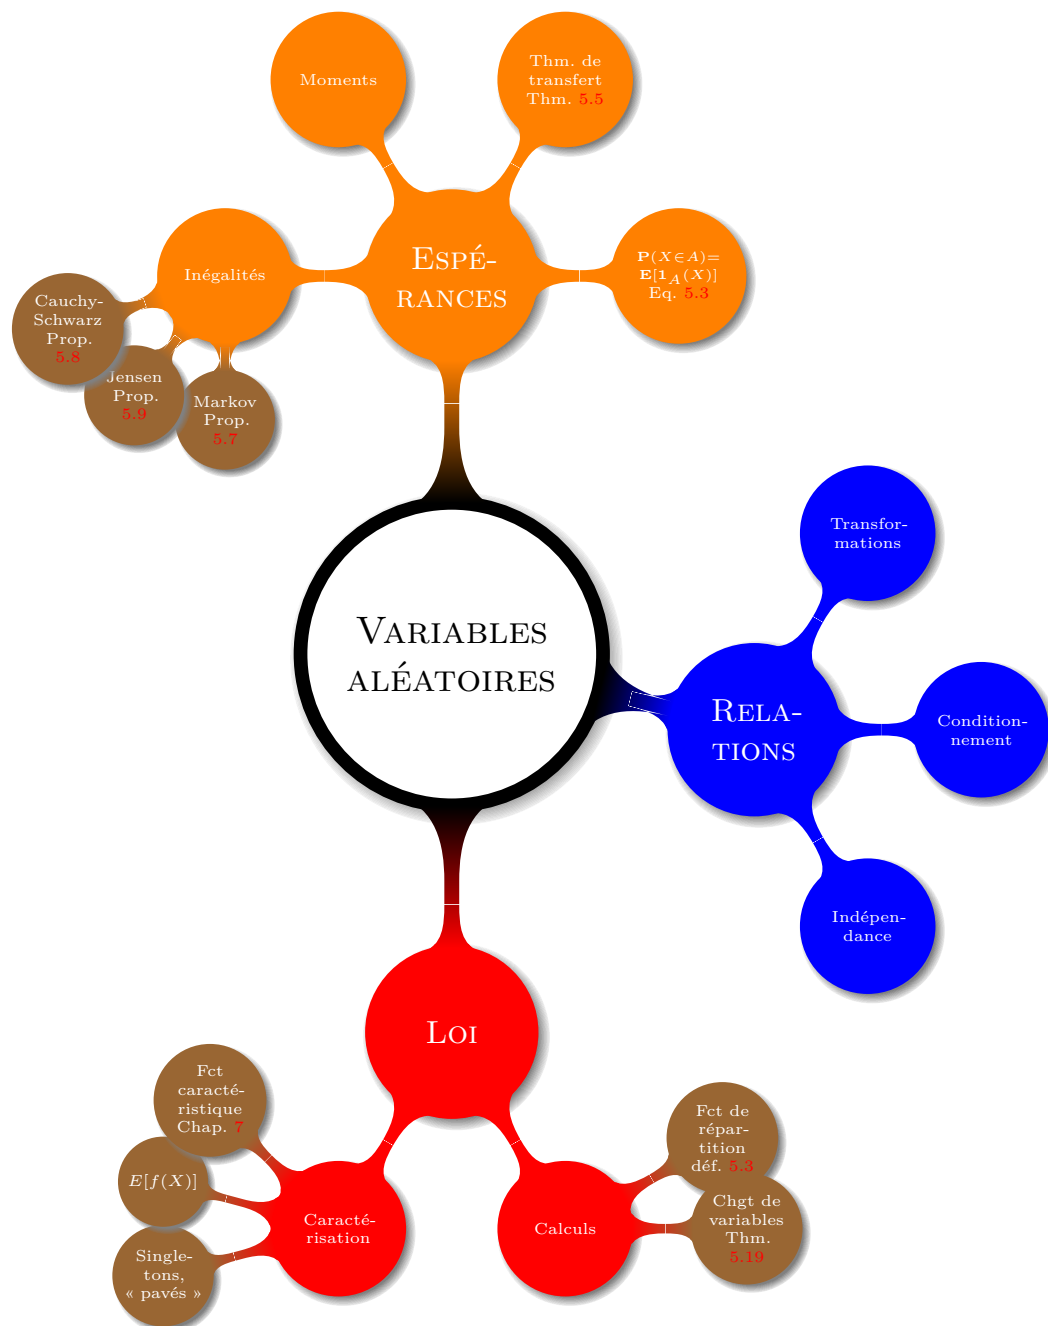 Moments
Thm. de
transfert
Thm. 5.5
Espé-
rances
P(X∈A)=
E[1_A(X)]
Eq. 5.3
Inégalités
Cauchy-
Schwarz
Prop.
5.8
Jensen
Prop.
5.9
Markov
Prop.
5.7
Variables
aléatoires
Transfor-
mations
Rela-
tions
Condition-
nement
Indépen-
dance
Loi
Fct
caracté-
ristique
Chap. 7
E[f(X)]
Single-
tons,
« pavés »
Caracté-
risation
Calculs
Fct de
répar-
tition
déf. 5.3
Chgt de
variables
Thm.
5.19